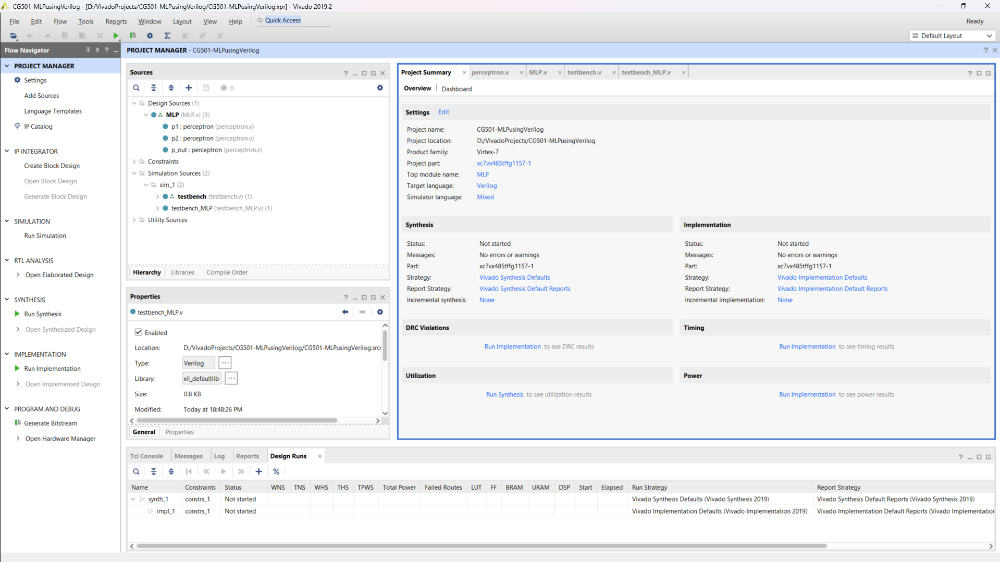 CG501-MLPusingVerilog - [D:/VivadoProjects/CG501-MLPusingVerilog/CG501-MLPusingVerilog.xpr] - Vivado 2019.2
File Edit Flow Tools Reports Window Layout View Help Quick Access Ready
Default Layout
Flow Navigator
PROJECT MANAGER
Settings
Add Sources
Language Templates
IP Catalog
IP INTEGRATOR
Create Block Design
Open Block Design
Generate Block Design
SIMULATION
Run Simulation
RTL ANALYSIS
Open Elaborated Design
SYNTHESIS
Run Synthesis
Open Synthesized Design
IMPLEMENTATION
Run Implementation
Open Implemented Design
PROGRAM AND DEBUG
Generate Bitstream
Open Hardware Manager
PROJECT MANAGER - CG501-MLPusingVerilog
Sources
0
Design Sources (1)
MLP (MLP.v) (3)
p1 : perceptron (perceptron.v)
p2 : perceptron (perceptron.v)
p_out : perceptron (perceptron.v)
Constraints
Simulation Sources (2)
sim_1 (2)
testbench (testbench.v) (1)
testbench_MLP (testbench_MLP.v) (1)
Utility Sources
Hierarchy Libraries Compile Order
Properties
testbench_MLP.v
Enabled
Location: D:/VivadoProjects/CG501-MLPusingVerilog/CG501-MLPusingVerilog.srcs
Type: Verilog ...
Library: xil_defaultlib ...
Size: 0.8 KB
Modified: Today at 18:48:26 PM
General Properties
Project Summary perceptron.v MLP.v testbench.v testbench_MLP.v
Overview | Dashboard
Settings Edit
Project name: CG501-MLPusingVerilog
Project location: D:/VivadoProjects/CG501-MLPusingVerilog
Product family: Virtex-7
Project part: xc7vx485tffg1157-1
Top module name: MLP
Target language: Verilog
Simulator language: Mixed
Synthesis
Status: Not started
Messages: No errors or warnings
Part: xc7vx485tffg1157-1
Strategy: Vivado Synthesis Defaults
Report Strategy: Vivado Synthesis Default Reports
Incremental synthesis: None
Implementation
Status: Not started
Messages: No errors or warnings
Part: xc7vx485tffg1157-1
Strategy: Vivado Implementation Defaults
Report Strategy: Vivado Implementation Default Reports
Incremental implementation: None
DRC Violations
Run Implementation to see DRC results
Timing
Run Implementation to see timing results
Utilization
Run Synthesis to see utilization results
Power
Run Implementation to see power results
Tcl Console Messages Log Reports Design Runs
Name Constraints Status WNS TNS WHS THS TPWS Total Power Failed Routes LUT FF BRAM URAM DSP Start Elapsed Run Strategy Report Strategy
synth_1 constrs_1 Not started Vivado Synthesis Defaults (Vivado Synthesis 2019) Vivado Synthesis Default Reports (Vivado Synthesis 2019)
impl_1 constrs_1 Not started Vivado Implementation Defaults (Vivado Implementation 2019) Vivado Implementation Default Reports (Vivado Implementation